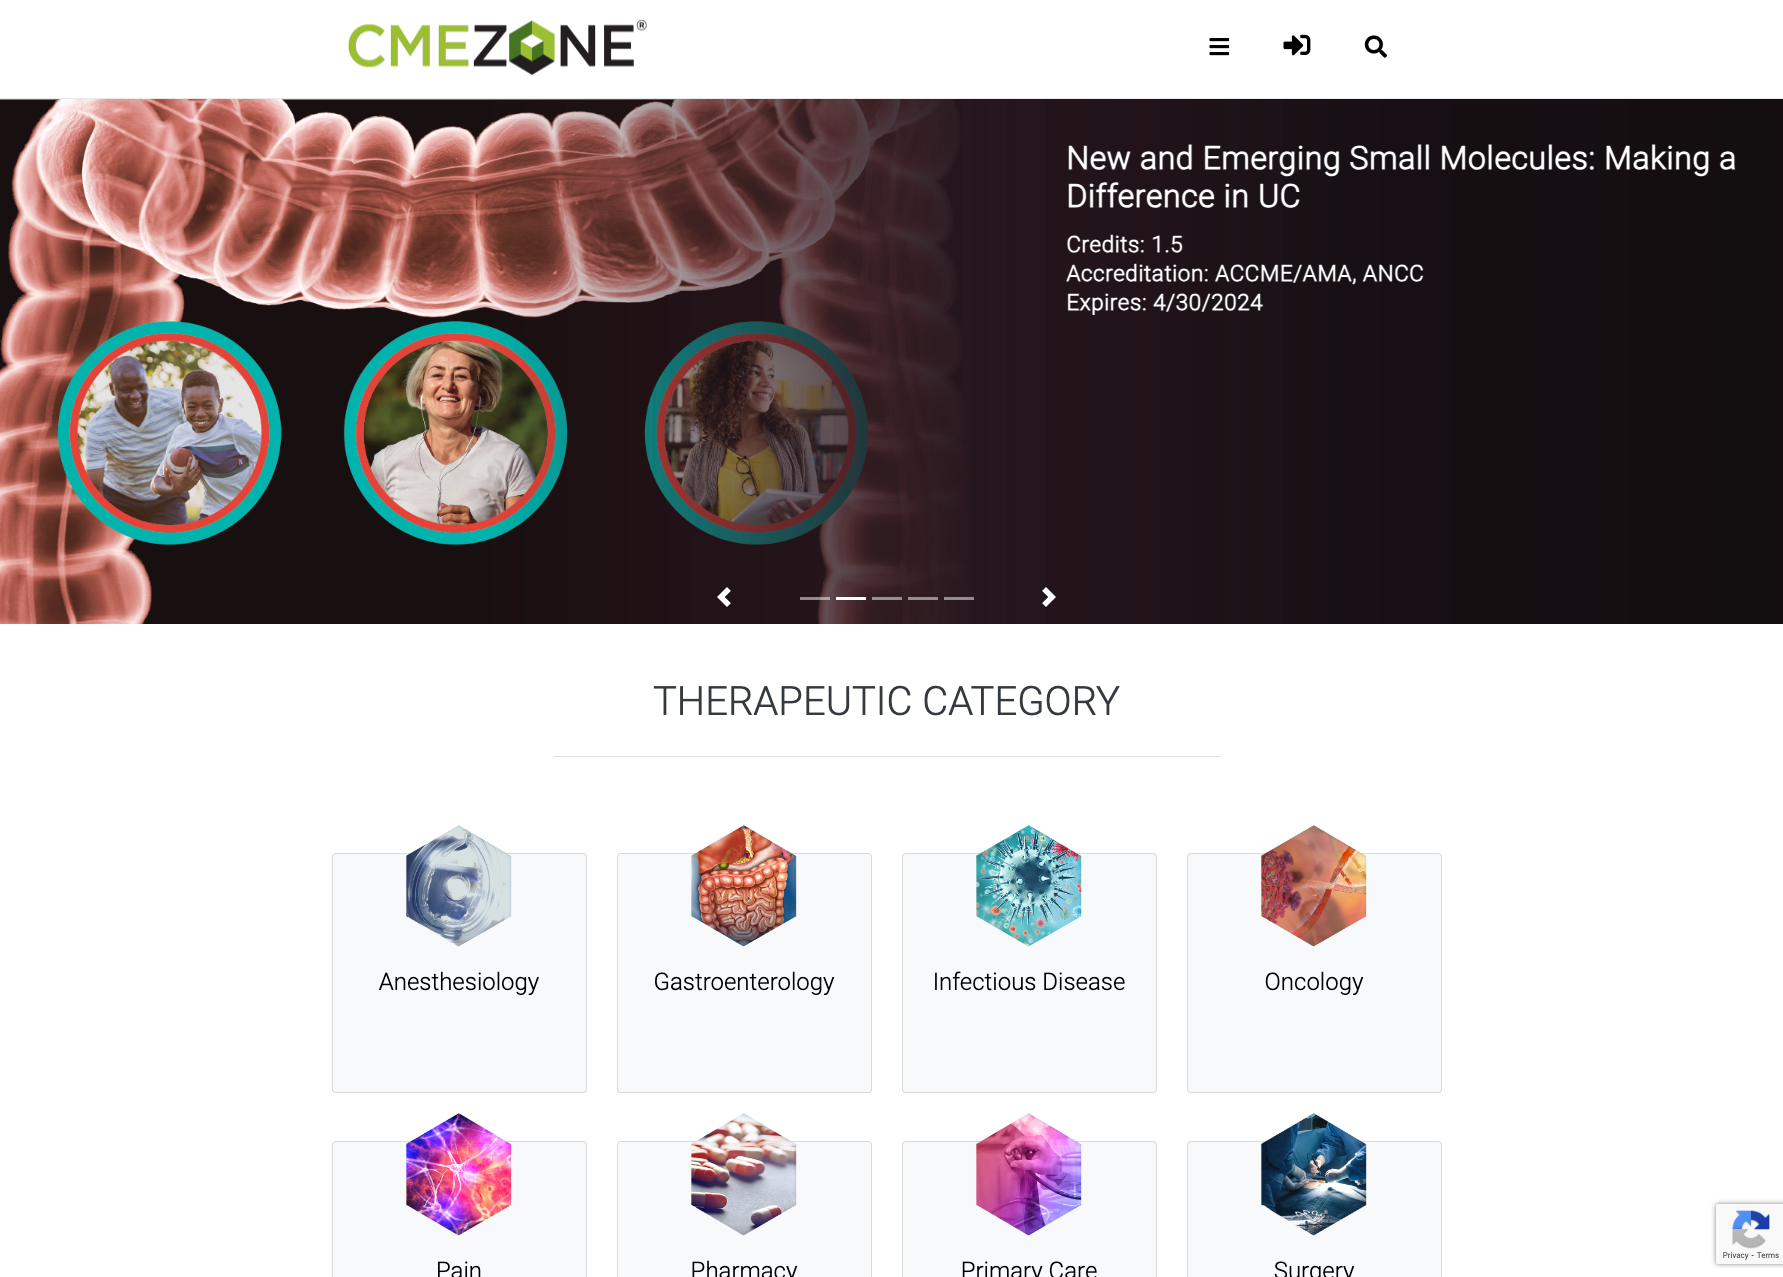 CMEZONE®
New and Emerging Small Molecules: Making a
Difference in UC
Credits: 1.5
Accreditation: ACCME/AMA, ANCC
Expires: 4/30/2024
THERAPEUTIC CATEGORY
Anesthesiology
Gastroenterology
Infectious Disease
Oncology
Pain
Pharmacy
Primary Care
Surgery
Privacy - Terms